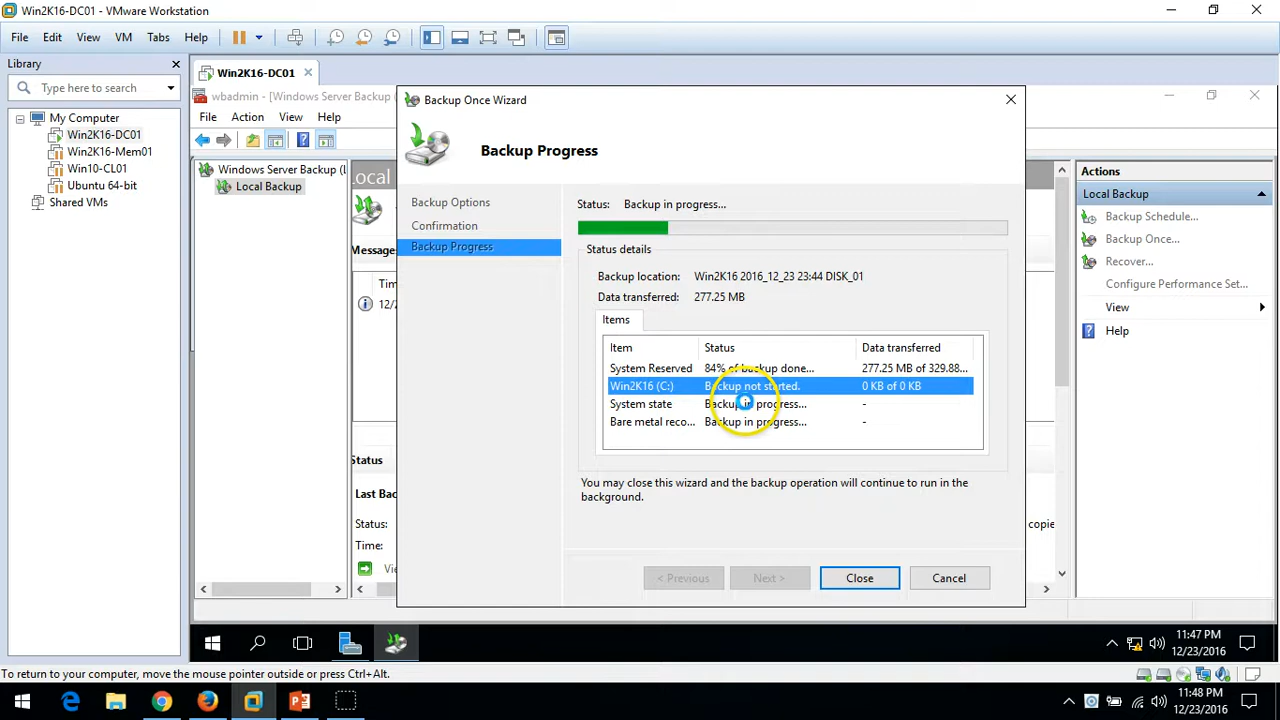 Win2K16-DC01 - VMware Workstation
File Edit View VM Tabs Help
Library
Type here to search
My Computer
Win2K16-DC01
Win2K16-Mem01
Win10-CL01
Ubuntu 64-bit
Shared VMs
Win2K16-DC01
wbadmin - [Windows Server Backup (
File Action View Help
Windows Server Backup (L
Local Backup
ocal
Messages
Tim
12/2
Status
Last Bac
Status:
Time:
Vie
copie
Backup Once Wizard
Backup Progress
Backup Options
Confirmation
Backup Progress
Status: Backup in progress...
Status details
Backup location: Win2K16 2016_12_23 23:44 DISK_01
Data transferred: 277.25 MB
Items
Item Status Data transferred
System Reserved 84% of backup done... 277.25 MB of 329.88...
Win2K16 (C:) Backup not started. 0 KB of 0 KB
System state Backup in progress... -
Bare metal reco... Backup in progress... -
You may close this wizard and the backup operation will continue to run in the
background.
< Previous Next > Close Cancel
Actions
Local Backup
Backup Schedule...
Backup Once...
Recover...
Configure Performance Set...
View
Help
11:47 PM
12/23/2016
To return to your computer, move the mouse pointer outside or press Ctrl+Alt.
11:48 PM
12/23/2016